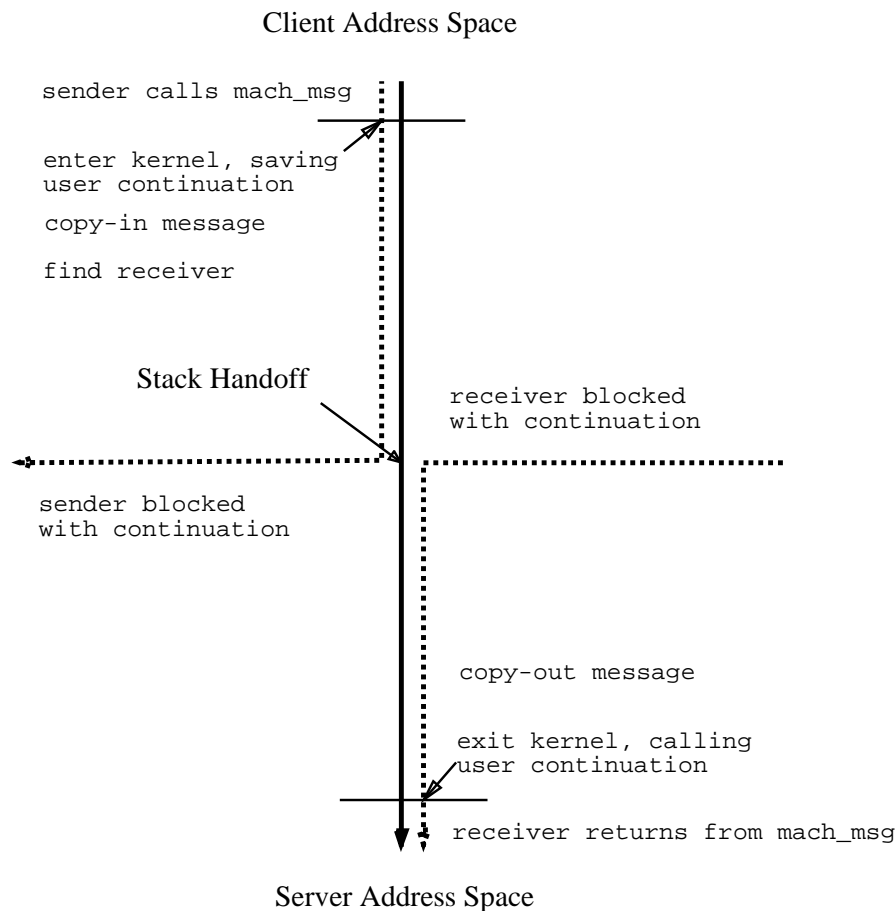 Client Address Space
sender calls mach_msg
enter kernel, saving
user continuation
copy-in message
find receiver
Stack Handoff
receiver blocked
with continuation
sender blocked
with continuation
copy-out message
exit kernel, calling
user continuation
receiver returns from mach_msg
Server Address Space